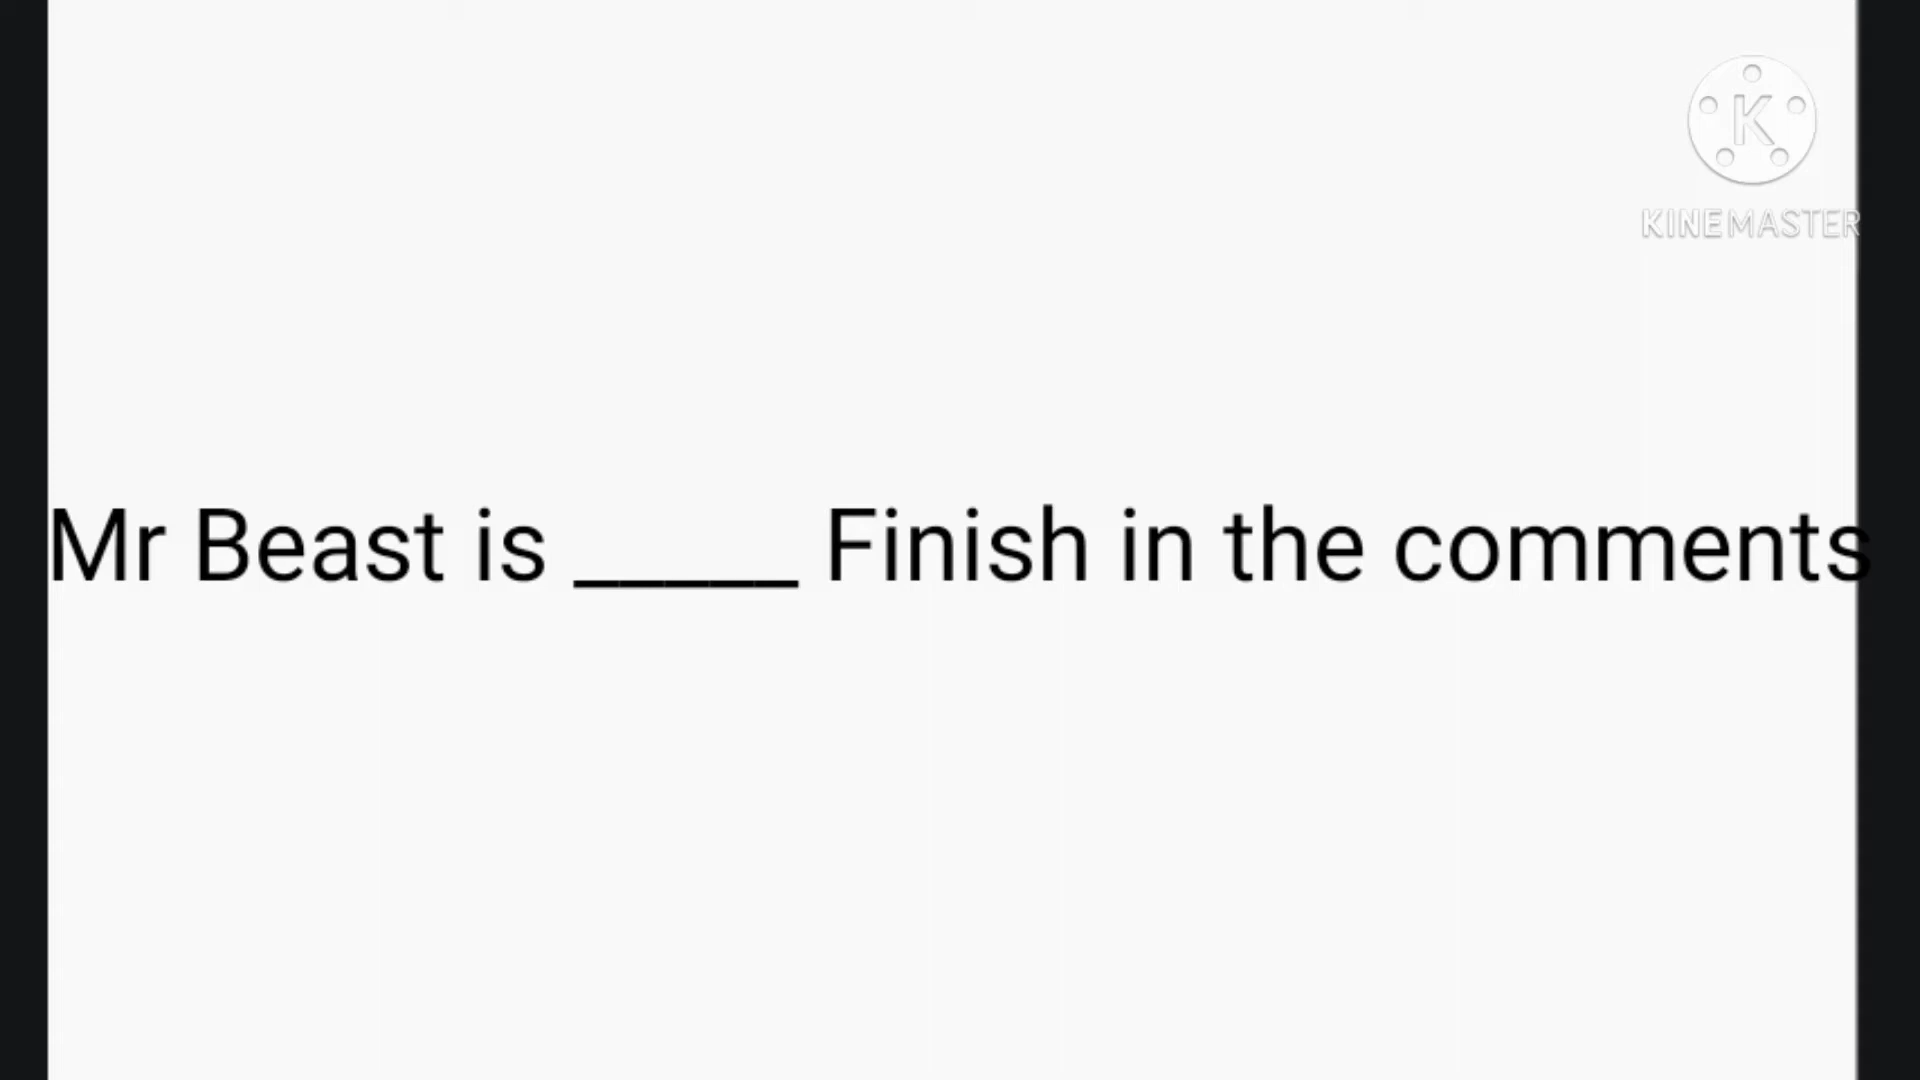 K
KINEMASTER
Mr Beast is _____ Finish in the comments